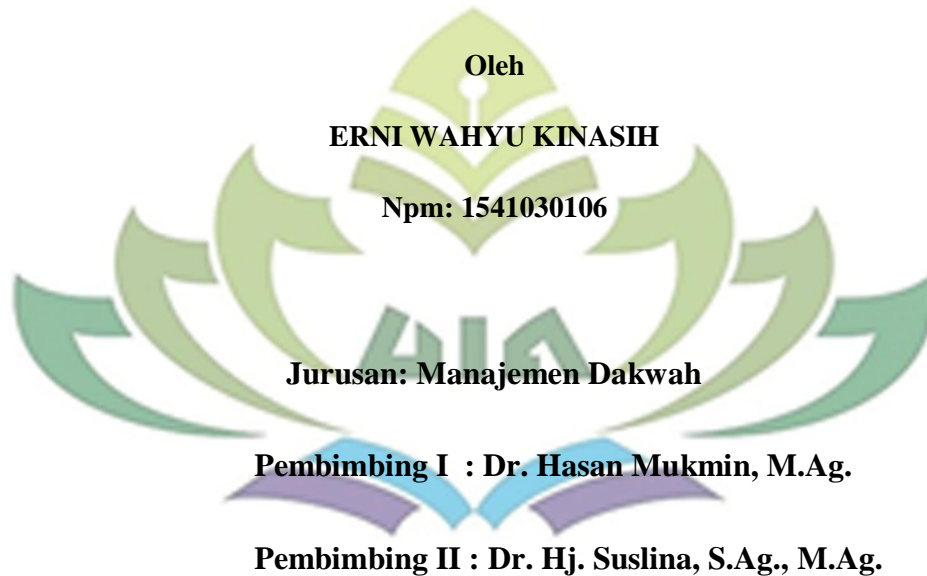 Oleh
ERNI WAHYU KINASIH
Npm: 1541030106
Jurusan: Manajemen Dakwah
Pembimbing I : Dr. Hasan Mukmin, M.Ag.
Pembimbing II : Dr. Hj. Suslina, S.Ag., M.Ag.